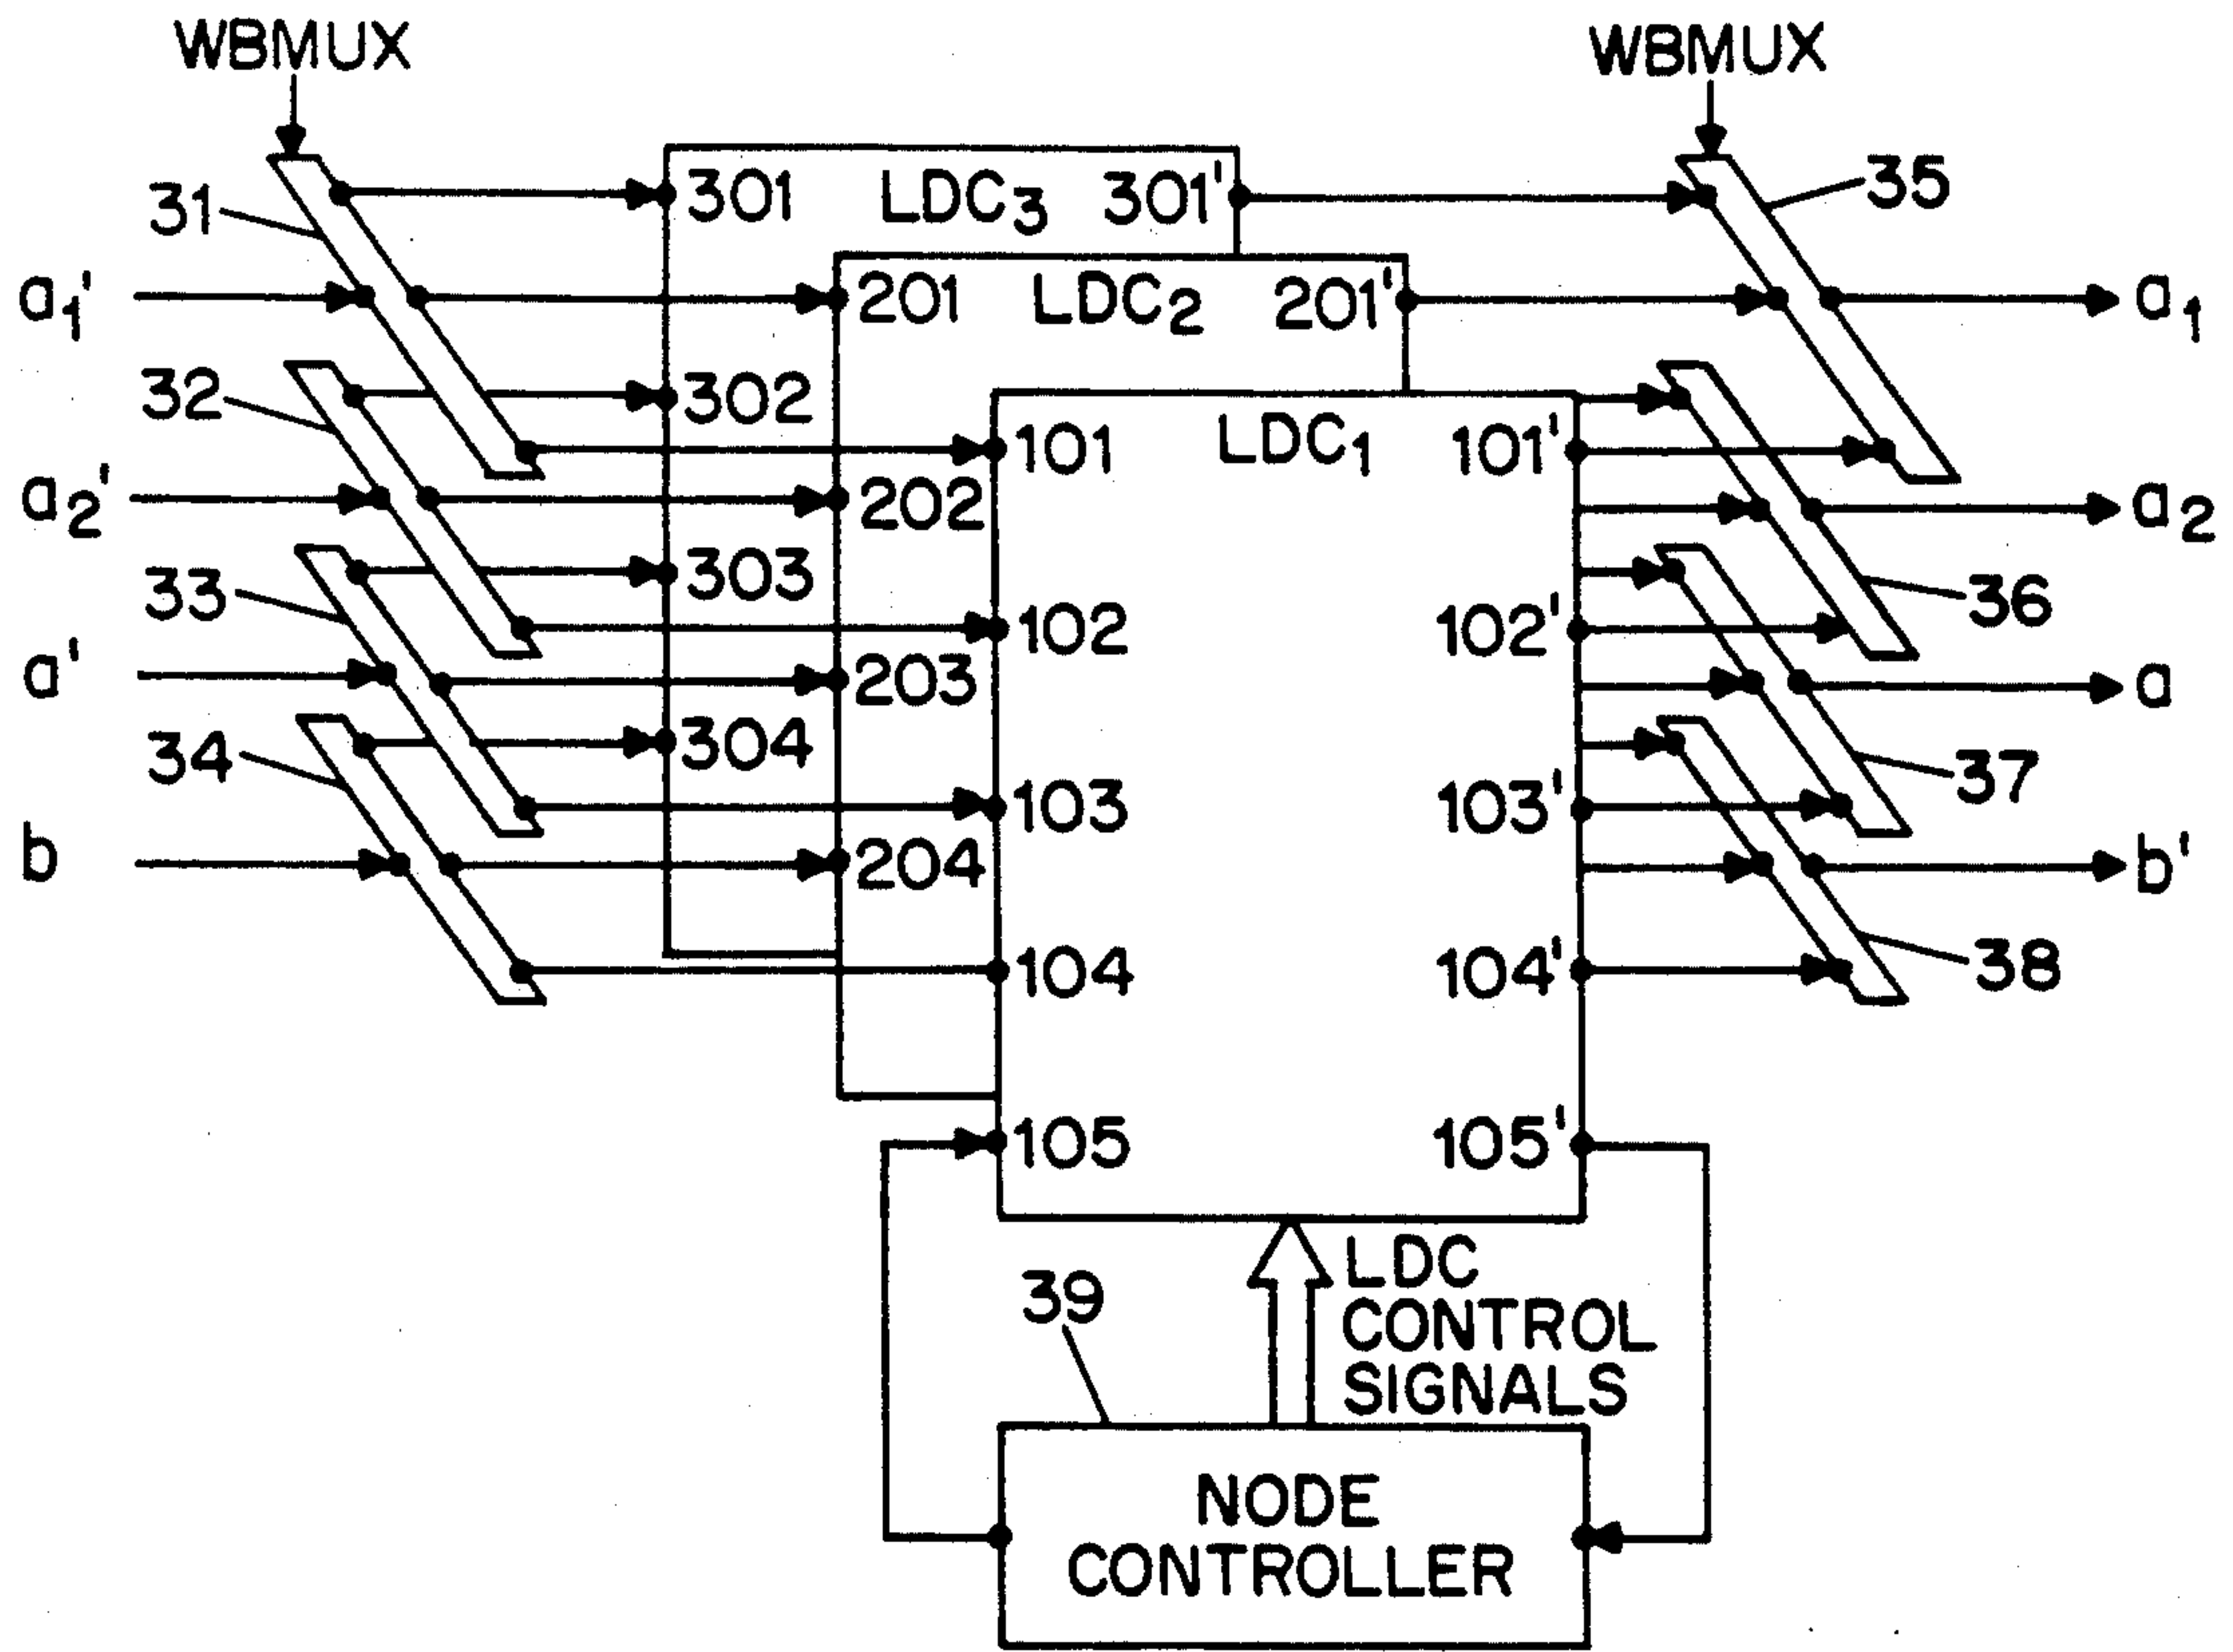 WBMUX WBMUX
31 301 LDC3 301' 35
a1' 201 LDC2 201' a1
32 302
101 LDC1 101'
a2' 202 a2
33 303 36
102 102'
a' 203 a
34 304 37
103 103'
b 204 b'
104 104' 38
105 105'
39 LDC
CONTROL
SIGNALS
NODE
CONTROLLER